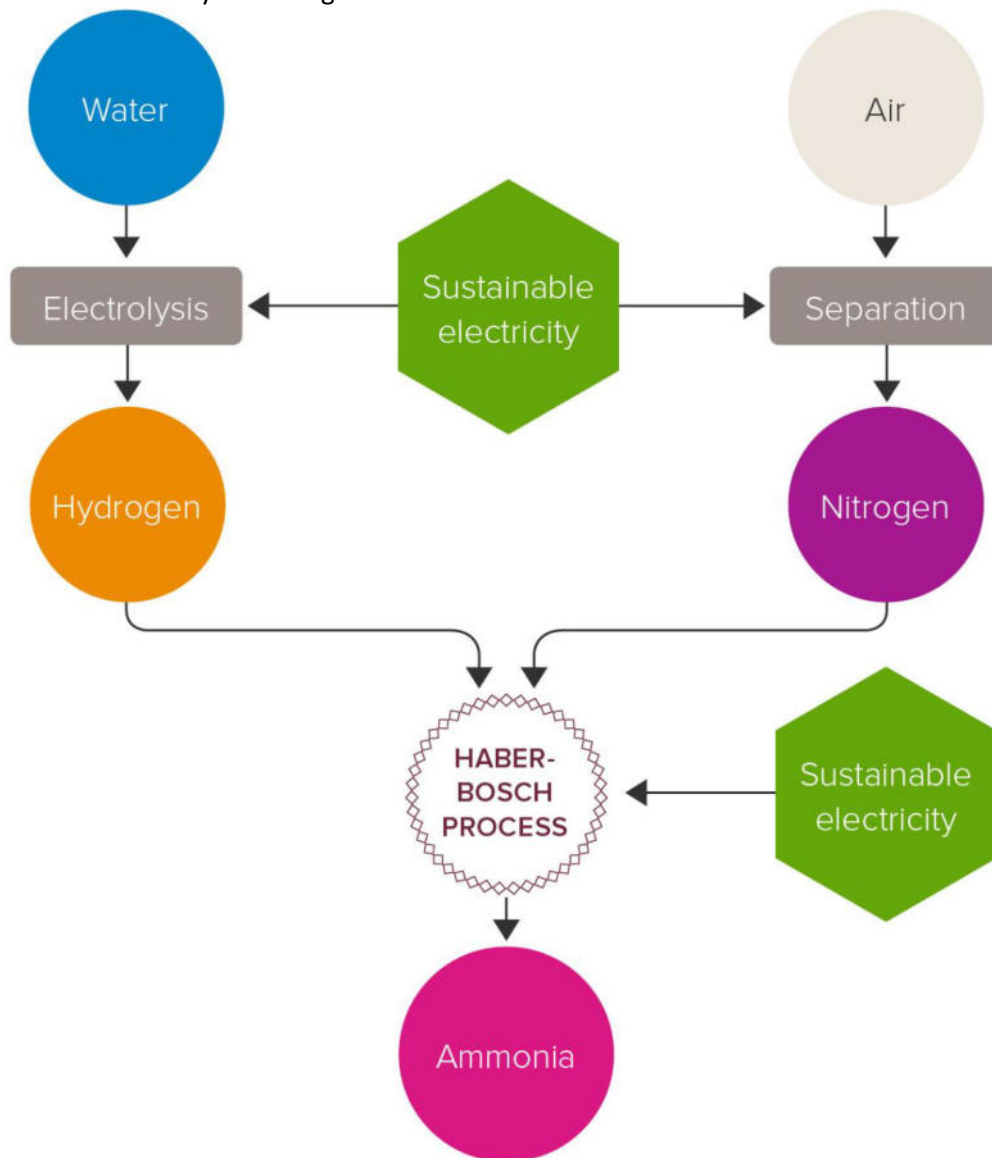 Water
Air
Electrolysis
Sustainable
electricity
Separation
Hydrogen
Nitrogen
HABER-
BOSCH
PROCESS
Sustainable
electricity
Ammonia